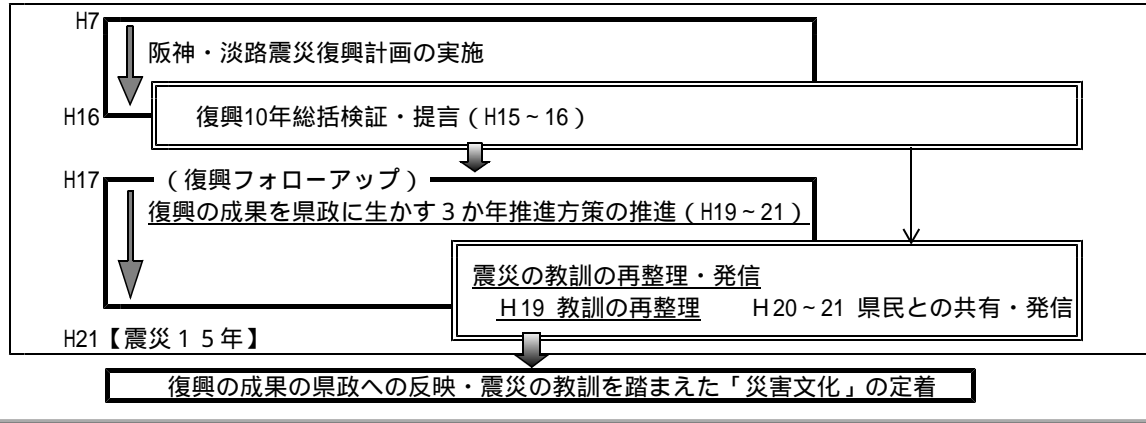 H7
阪神・淡路震災復興計画の実施
H16
復興10年総括検証・提言（H15～16）
H17
（復興フォローアップ）
復興の成果を県政に生かす３か年推進方策の推進（H19～21）
震災の教訓の再整理・発信
Ｈ19 教訓の再整理　　Ｈ20～21 県民との共有・発信
H21【震災１５年】
復興の成果の県政への反映・震災の教訓を踏まえた「災害文化」の定着